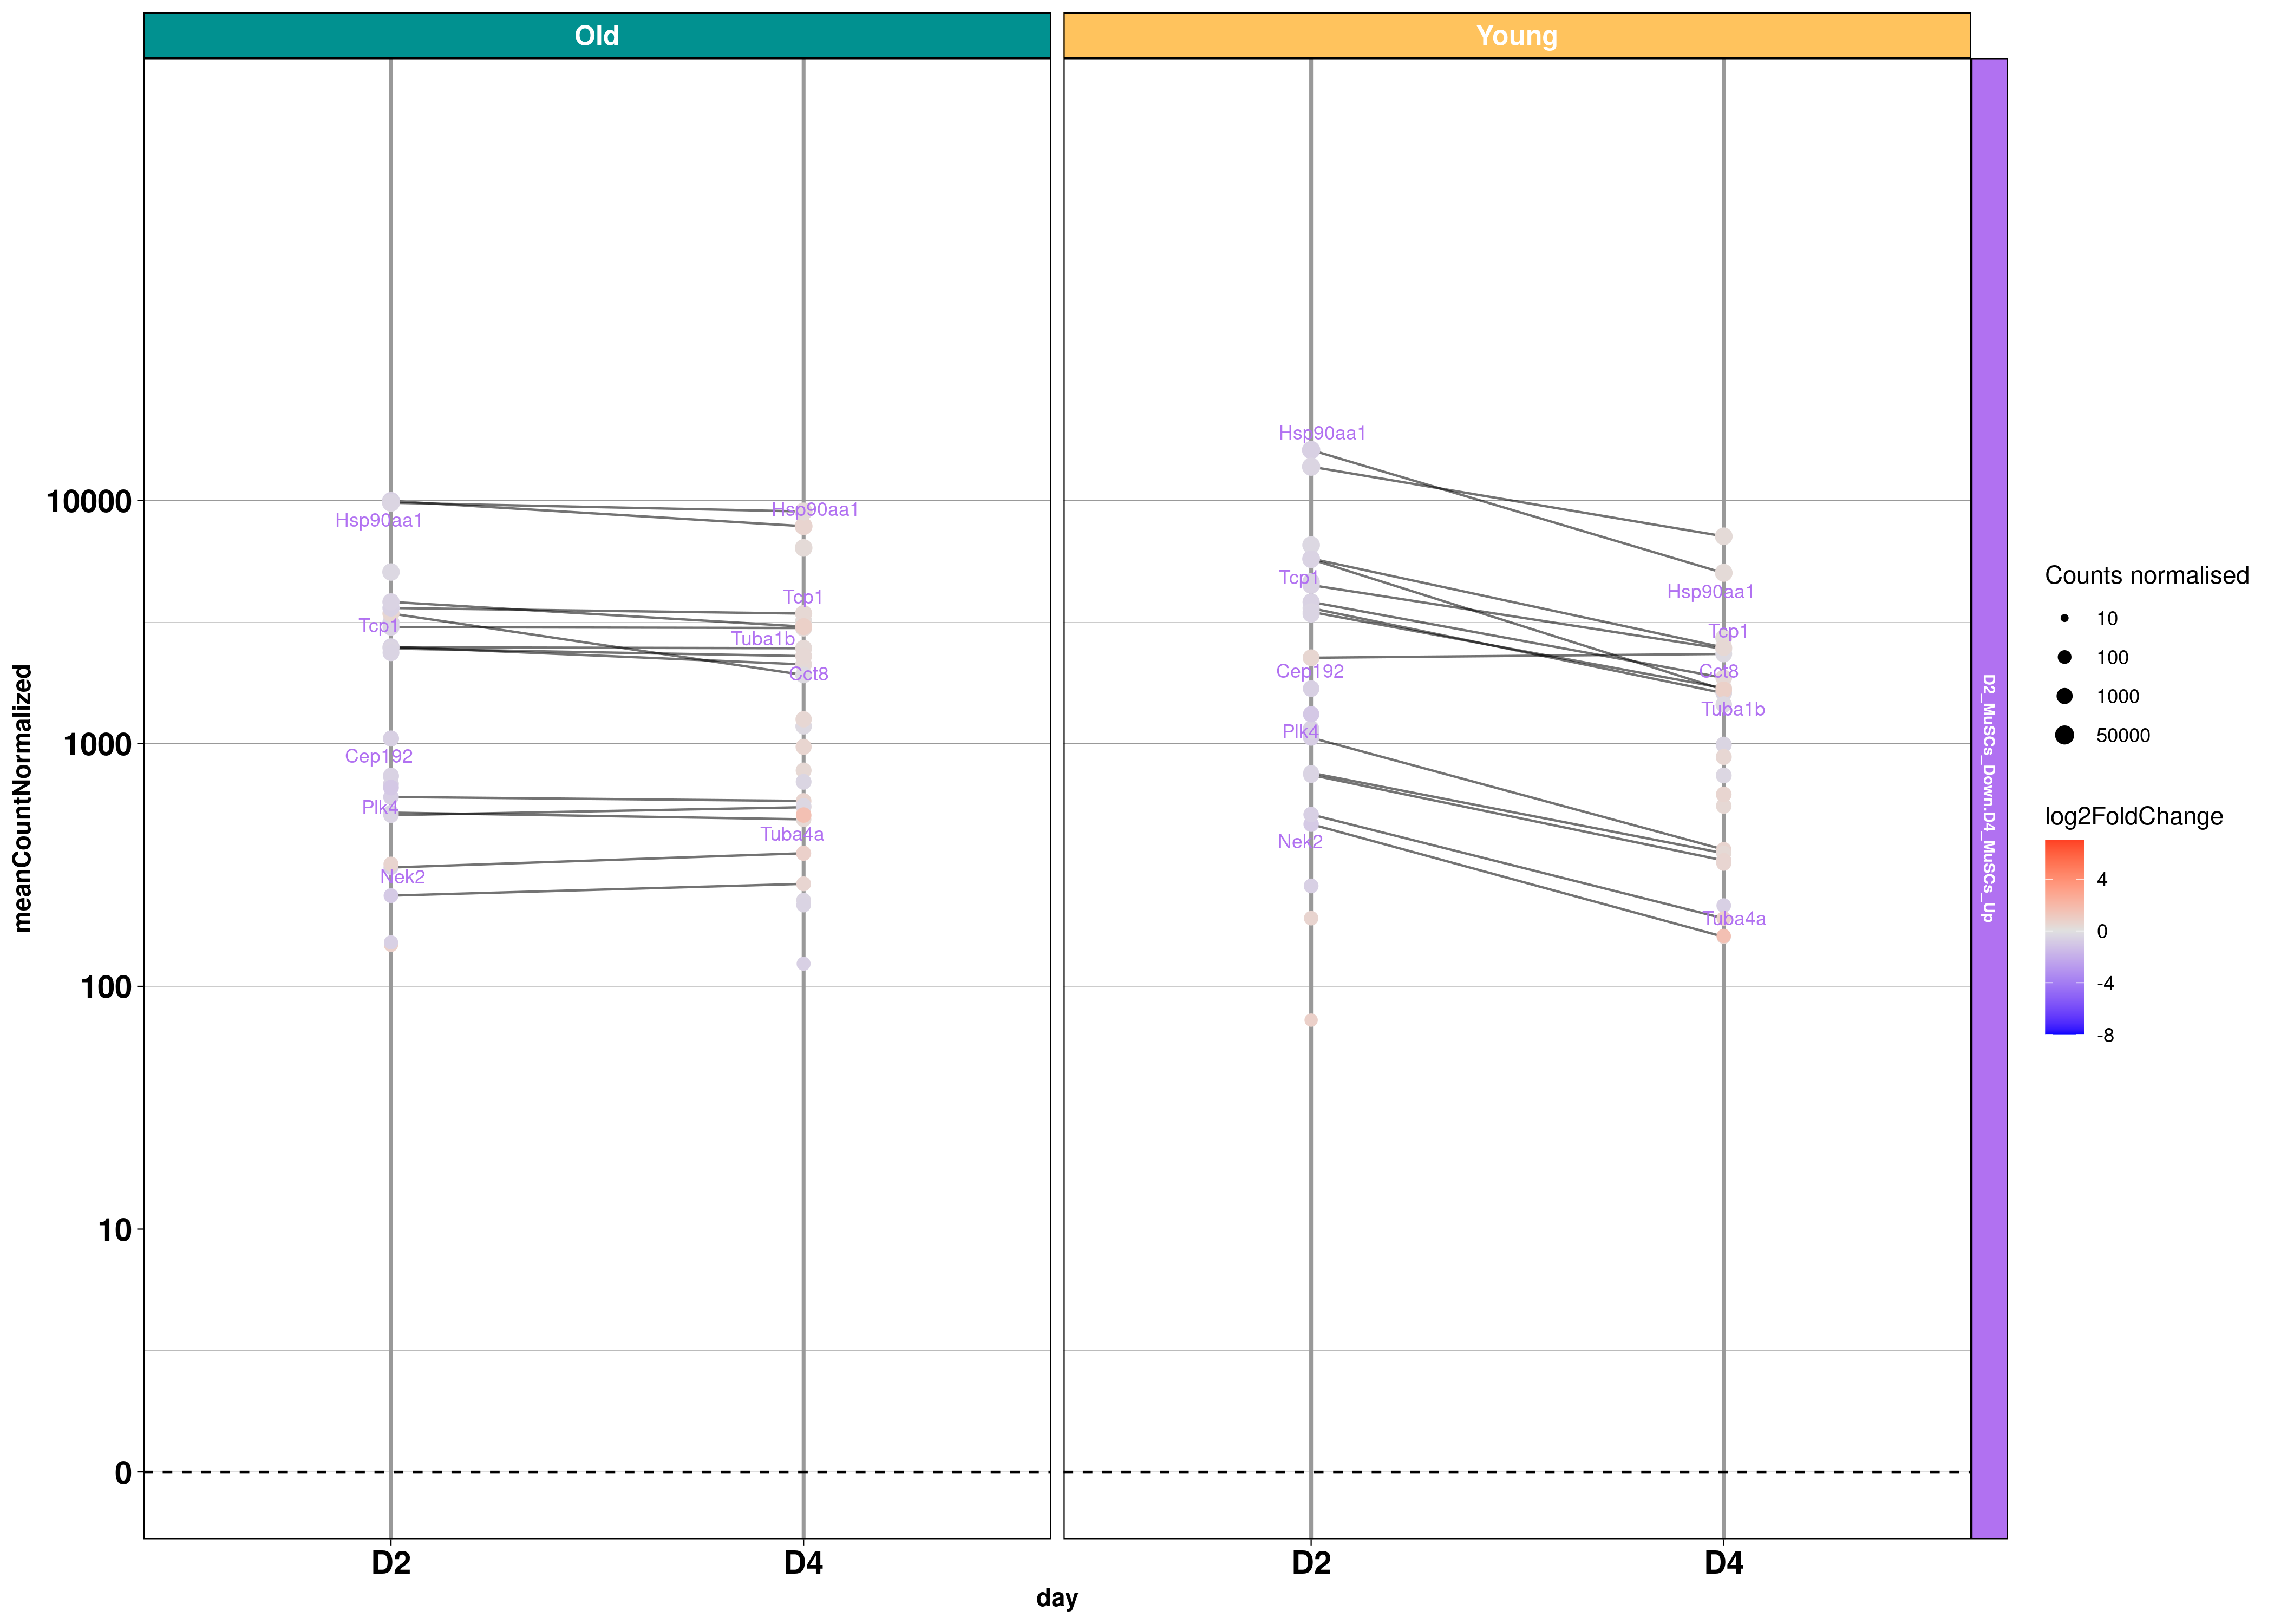 Old
Young
Hsp90aa1
10000
Hsp90aa1
Hsp90aa1
Tcp1
Hsp90aa1
Tcp1
Tcp1
Tcp1
Tuba1b
Cep192
Cct8
Cct8
Tuba1b
Plk4
1000
Cep192
Plk4
Tuba4a
Nek2
Nek2
Tuba4a
100
10
0
meanCountNormalized
D2
D4
D2
D4
day
D2_MuSCs_Down.D4_MuSCs_Up
Counts normalised
10
100
1000
50000
log2FoldChange
4
0
-4
-8